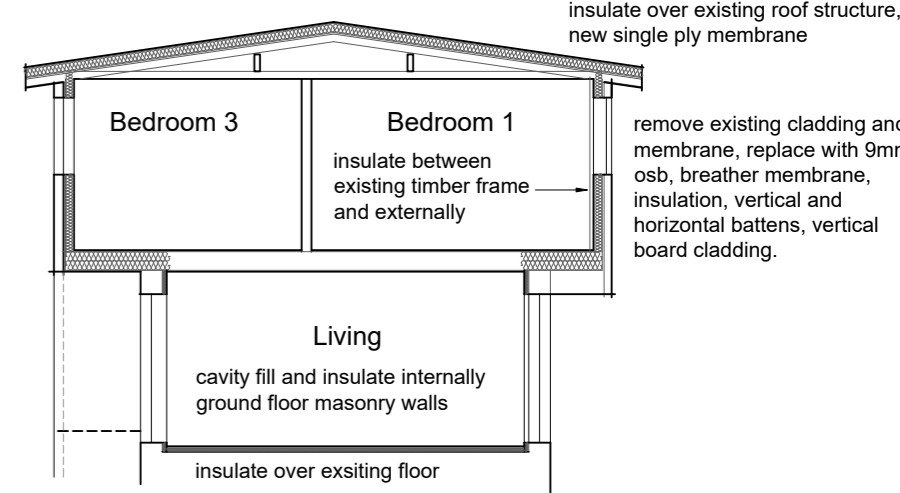 insulate over existing roof structure,
new single ply membrane
Bedroom 3
Bedroom 1
insulate between
existing timber frame
and externally
remove existing cladding and
membrane, replace with 9mm
osb, breather membrane,
insulation, vertical and
horizontal battens, vertical
board cladding.
Living
cavity fill and insulate internally
ground floor masonry walls
insulate over exsiting floor